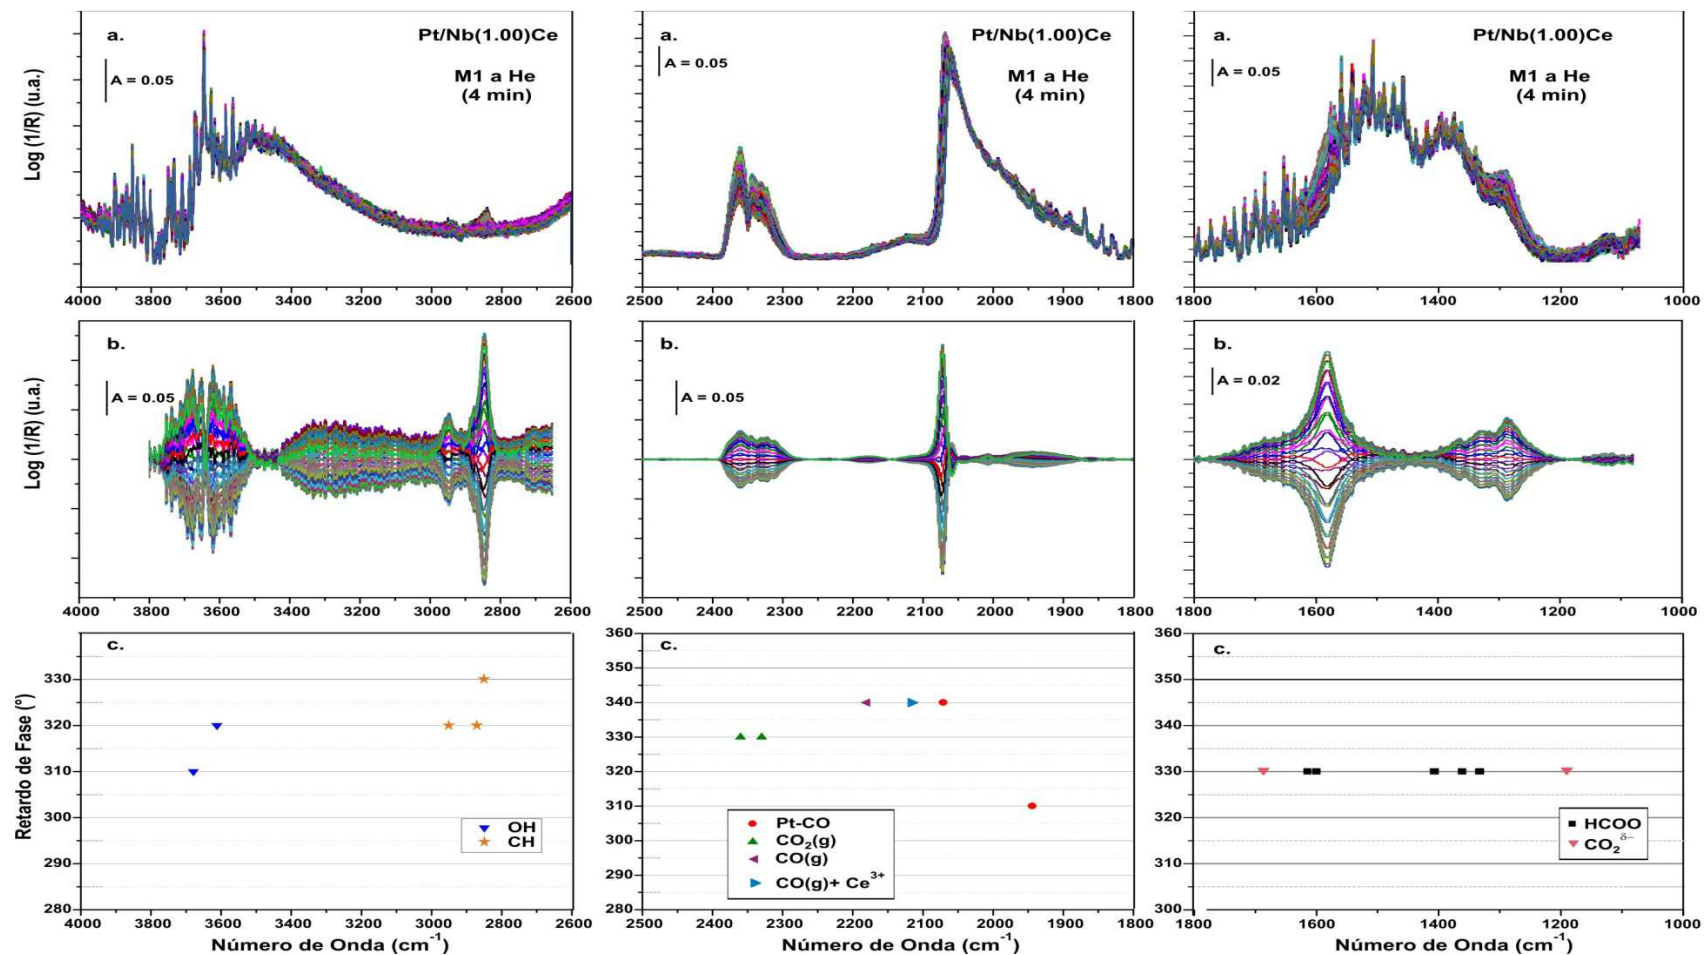 a.
Pt/Nb(1.00)Ce
A = 0.05
M1 a He
(4 min)
Log (1/R) (u.a.)
4000 3800 3600 3400 3200 3000 2800 2600
a.
Pt/Nb(1.00)Ce
A = 0.05
M1 a He
(4 min)
2500 2400 2300 2200 2100 2000 1900 1800
a.
Pt/Nb(1.00)Ce
A = 0.05
M1 a He
(4 min)
1800 1600 1400 1200 1000
b.
A = 0.05
Log (1/R) (u.a.)
4000 3800 3600 3400 3200 3000 2800 2600
b.
A = 0.05
2500 2400 2300 2200 2100 2000 1900 1800
b.
A = 0.02
1800 1600 1400 1200 1000
c.
Retardo de Fase (°)
330
320
310
300
290
280
OH
CH
4000 3800 3600 3400 3200 3000 2800 2600
Número de Onda (cm⁻¹)
c.
360
350
340
330
320
310
300
290
280
Pt-CO
CO₂(g)
CO(g)
CO(g)+ Ce³⁺
2500 2400 2300 2200 2100 2000 1900 1800
Número de Onda (cm⁻¹)
c.
360
350
340
330
320
310
300
HCOO
CO₂^δ−
1800 1600 1400 1200 1000
Número de Onda (cm⁻¹)